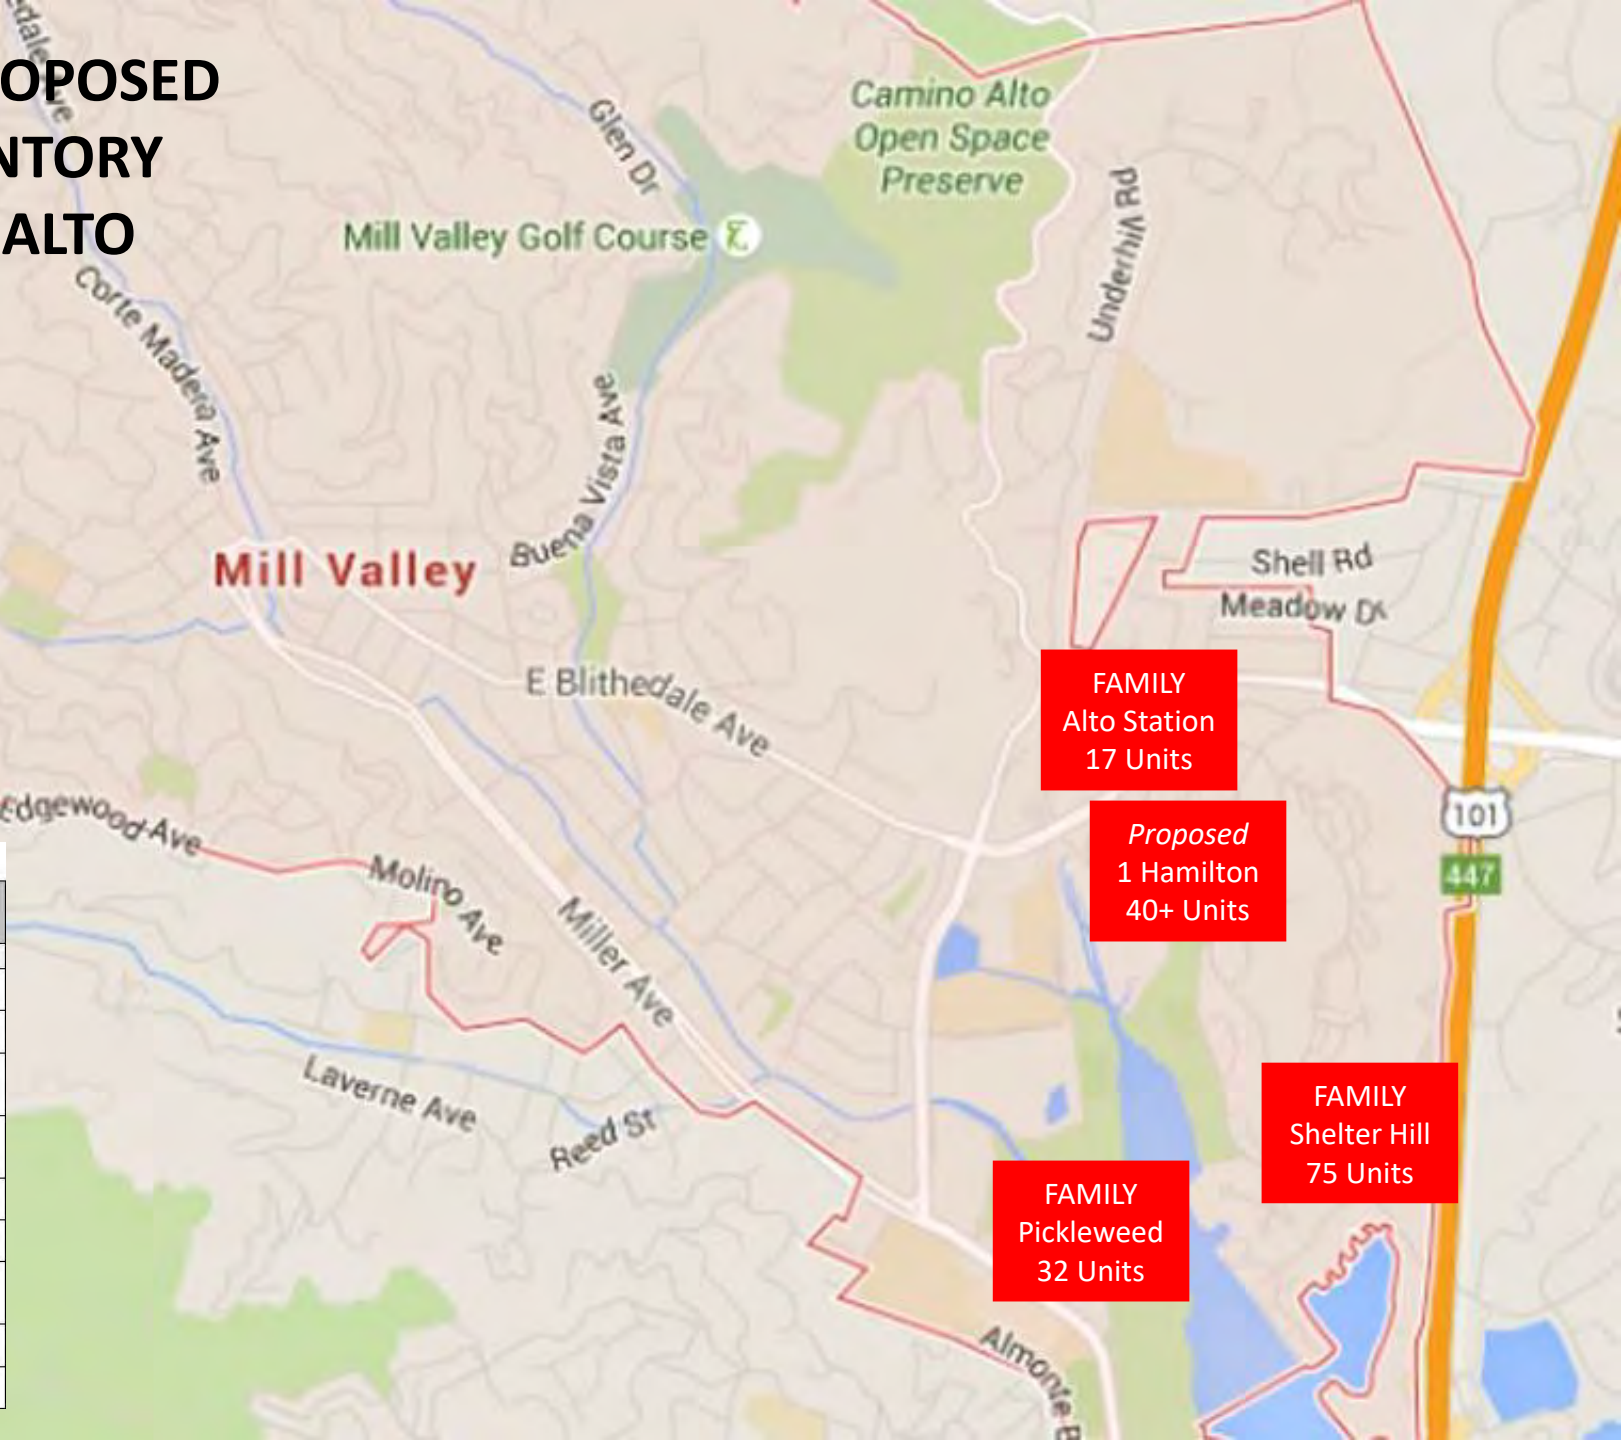 OPOSED
NTORY
ALTO
edale Ave
Glen Dr
Camino Alto
Open Space
Preserve
Mill Valley Golf Course
Underhill Rd
Corte Madera Ave
Buena Vista Ave
Mill Valley
Shell Rd
Meadow Dr
E Blithedale Ave
FAMILY
Alto Station
17 Units
101
447
Proposed
1 Hamilton
40+ Units
Edgewood Ave
Molino Ave
Miller Ave
Laverne Ave
Reed St
FAMILY
Shelter Hill
75 Units
FAMILY
Pickleweed
32 Units
Almonte B